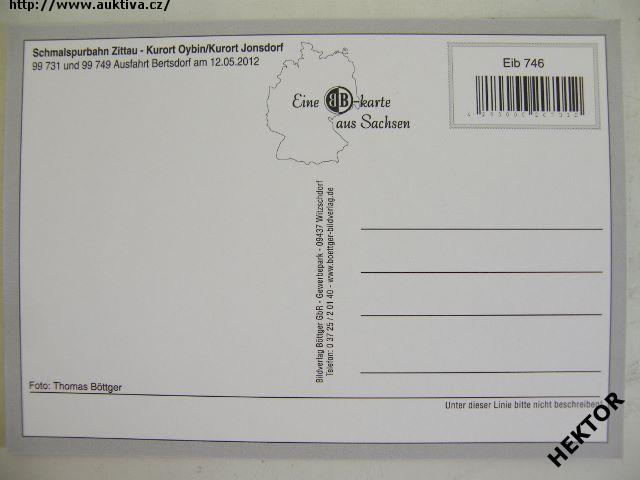 http://www.auktiva.cz/
Schmalspurbahn Zittau - Kurort Oybin/Kurort Jonsdorf
99 731 und 99 749 Ausfahrt Bertsdorf am 12.05.2012
Eine BB-karte
aus Sachsen
Eib 746
Bildverlag Böttger GbR - Gewerbepark - 09437 Witzschdorf
Telefon: 0 37 25 / 2 01 40 - www.boettger-bildverlag.de
Foto: Thomas Böttger
Unter dieser Linie bitte nicht beschreiben!
HEKTOR